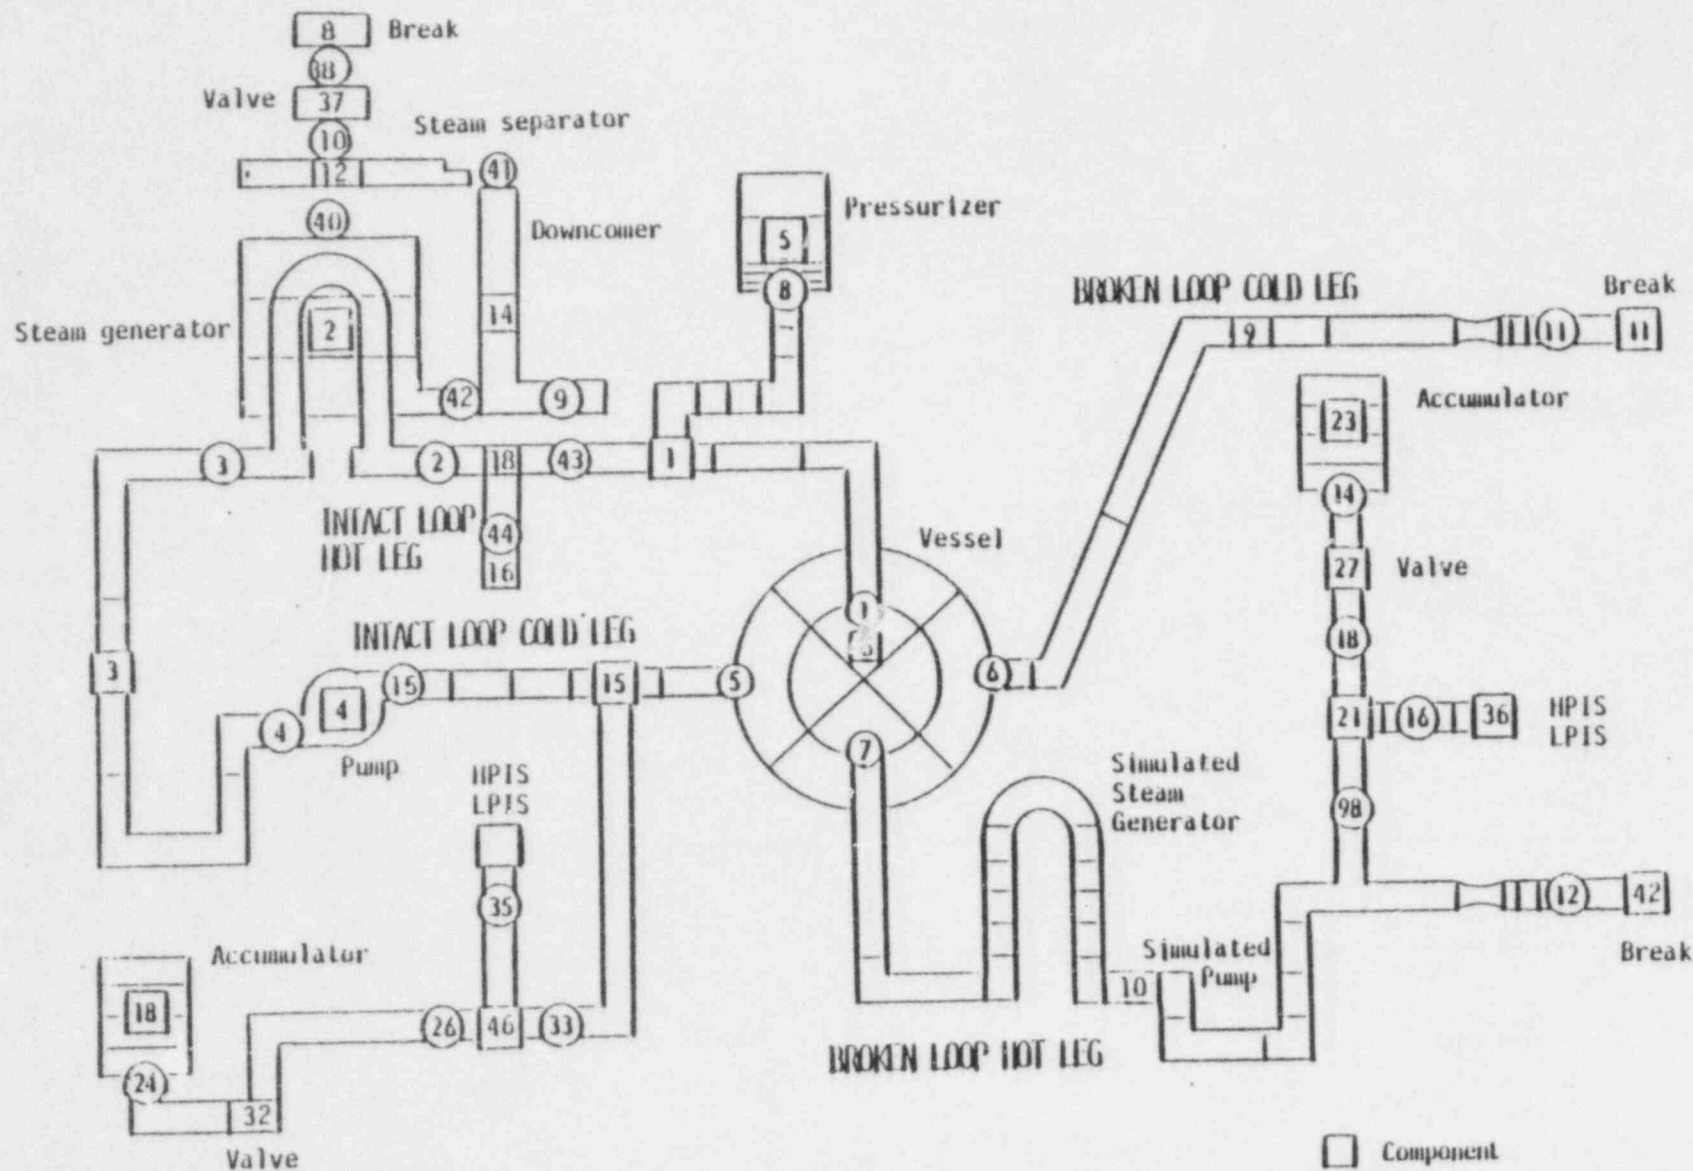 8 Break
38
Valve 37
10
Steam separator
12
41
40
Downcomer
5
Pressurizer
8
Steam generator
2
14
42
9
3
2
18
43
1
INTACT LOOP
HOT LEG
44
16
BROKEN LOOP COLD LEG
9
11
11
Break
23
Accumulator
14
27 Valve
18
21
16
36
HPIS
LPIS
98
Vessel
1
6
7
INTACT LOOP COLD LEG
3
4
4
Pump
15
15
5
HPIS
LPIS
35
Accumulator
18
24
32
Valve
26
46
33
Simulated
Steam
Generator
Simulated
Pump
10
12
42
Break
BROKEN LOOP HOT LEG
Component